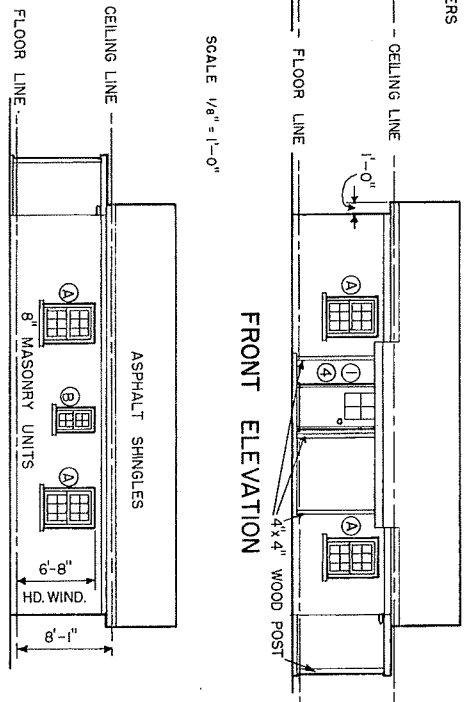 ERS
CEILING LINE
1'-0"
A
1
4
A
FLOOR LINE
4"x4" WOOD POST
FRONT ELEVATION
SCALE 1/8" = 1'-0"
CEILING LINE
ASPHALT SHINGLES
A
B
A
6'-8"
HD. WIND.
8'-1"
8" MASONRY UNITS
FLOOR LINE